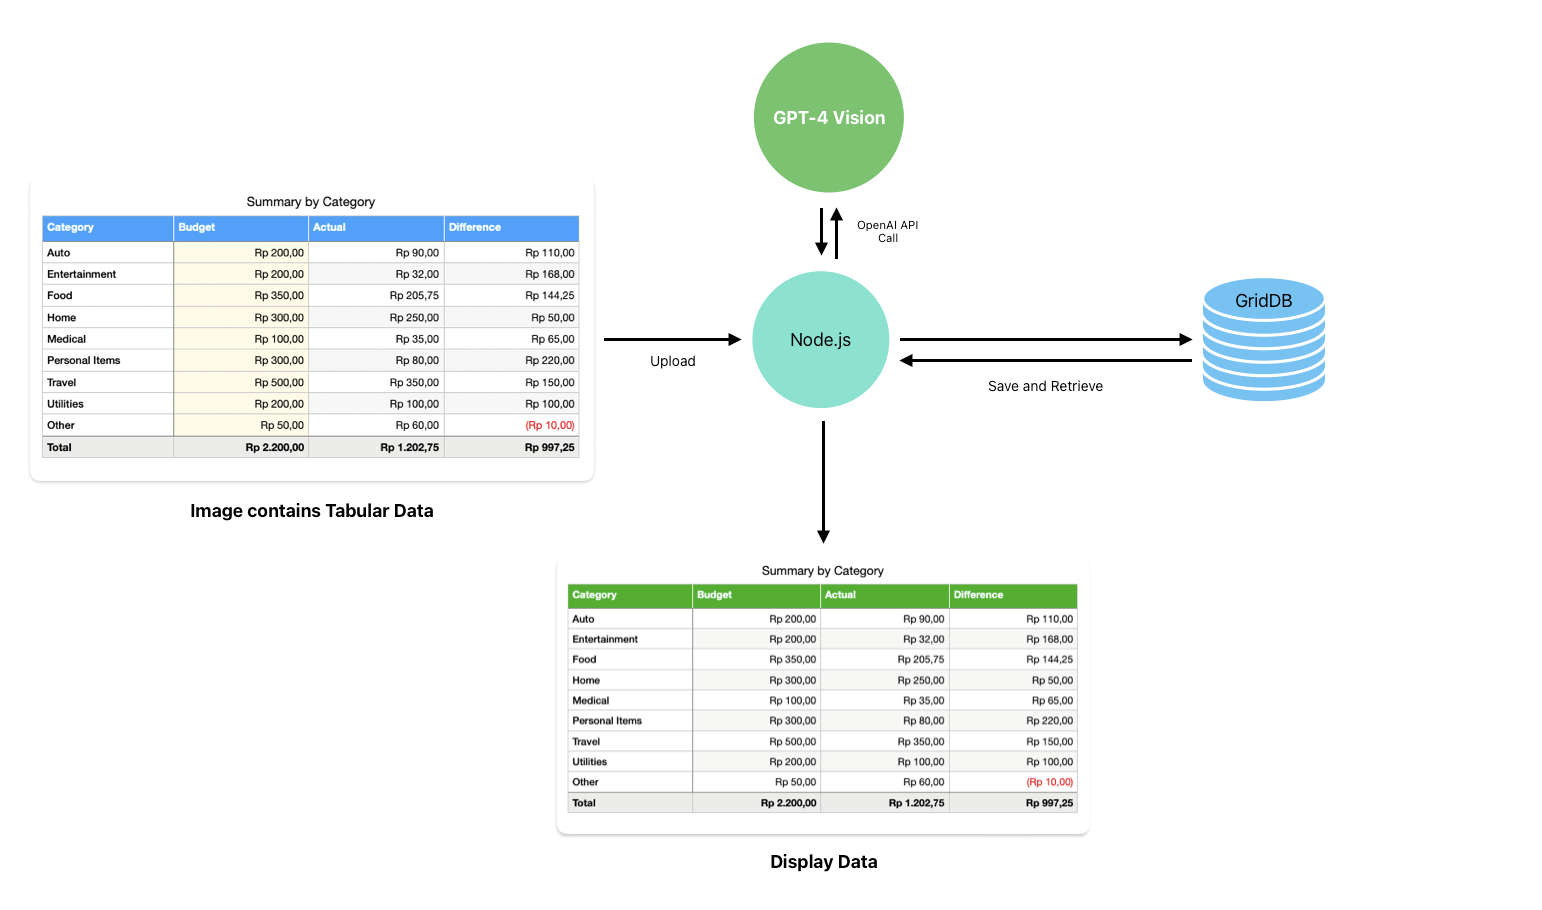 GPT-4 Vision
OpenAI API
Call
Summary by Category
Category Budget Actual Difference
Auto Rp 200,00 Rp 90,00 Rp 110,00
Entertainment Rp 200,00 Rp 32,00 Rp 168,00
Food Rp 350,00 Rp 205,75 Rp 144,25
Home Rp 300,00 Rp 250,00 Rp 50,00
Medical Rp 100,00 Rp 35,00 Rp 65,00
Personal Items Rp 300,00 Rp 80,00 Rp 220,00
Travel Rp 500,00 Rp 350,00 Rp 150,00
Utilities Rp 200,00 Rp 100,00 Rp 100,00
Other Rp 50,00 Rp 60,00 (Rp 10,00)
Total Rp 2.200,00 Rp 1.202,75 Rp 997,25
Image contains Tabular Data
Upload
Node.js
Save and Retrieve
GridDB
Summary by Category
Category Budget Actual Difference
Auto Rp 200,00 Rp 90,00 Rp 110,00
Entertainment Rp 200,00 Rp 32,00 Rp 168,00
Food Rp 350,00 Rp 205,75 Rp 144,25
Home Rp 300,00 Rp 250,00 Rp 50,00
Medical Rp 100,00 Rp 35,00 Rp 65,00
Personal Items Rp 300,00 Rp 80,00 Rp 220,00
Travel Rp 500,00 Rp 350,00 Rp 150,00
Utilities Rp 200,00 Rp 100,00 Rp 100,00
Other Rp 50,00 Rp 60,00 (Rp 10,00)
Total Rp 2.200,00 Rp 1.202,75 Rp 997,25
Display Data